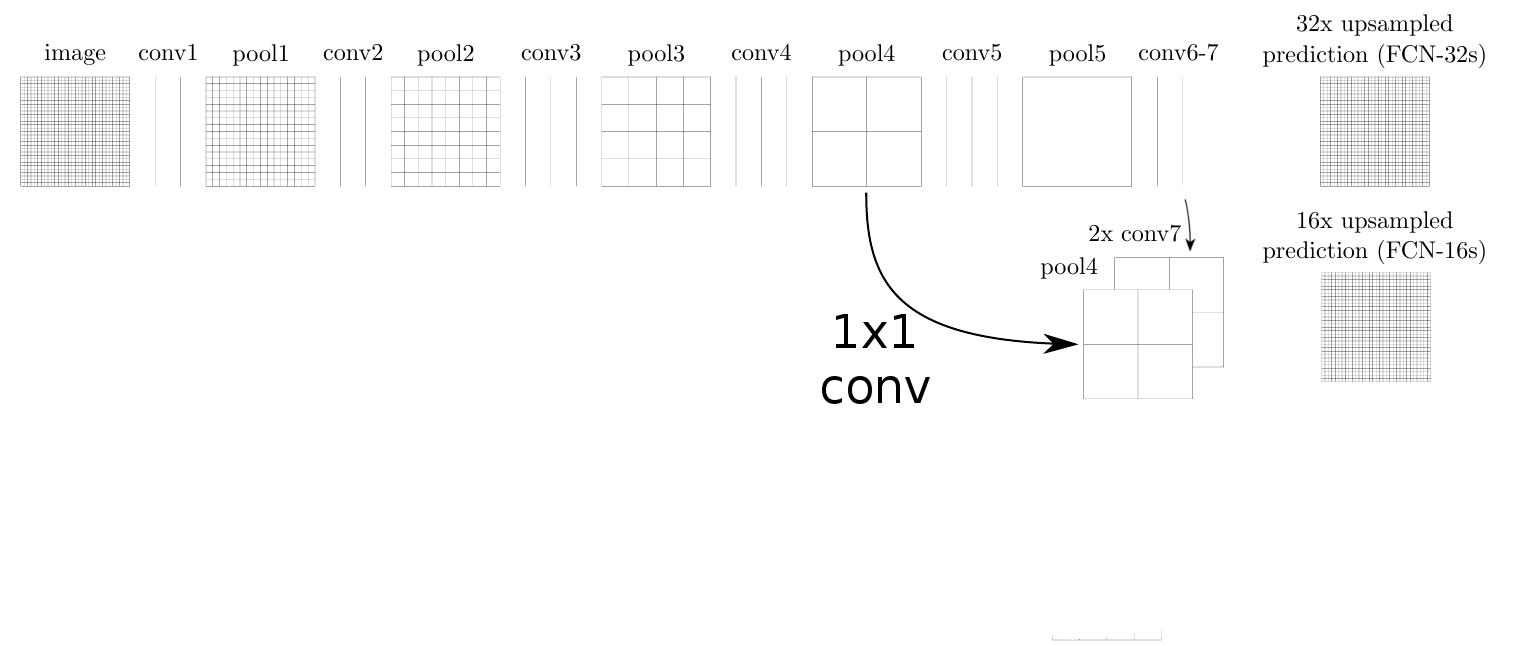 32x upsampled
image conv1 pool1 conv2 pool2 conv3 pool3 conv4 pool4 conv5 pool5 conv6-7 prediction (FCN-32s)
16x upsampled
2x conv7 prediction (FCN-16s)
pool4
1x1
conv